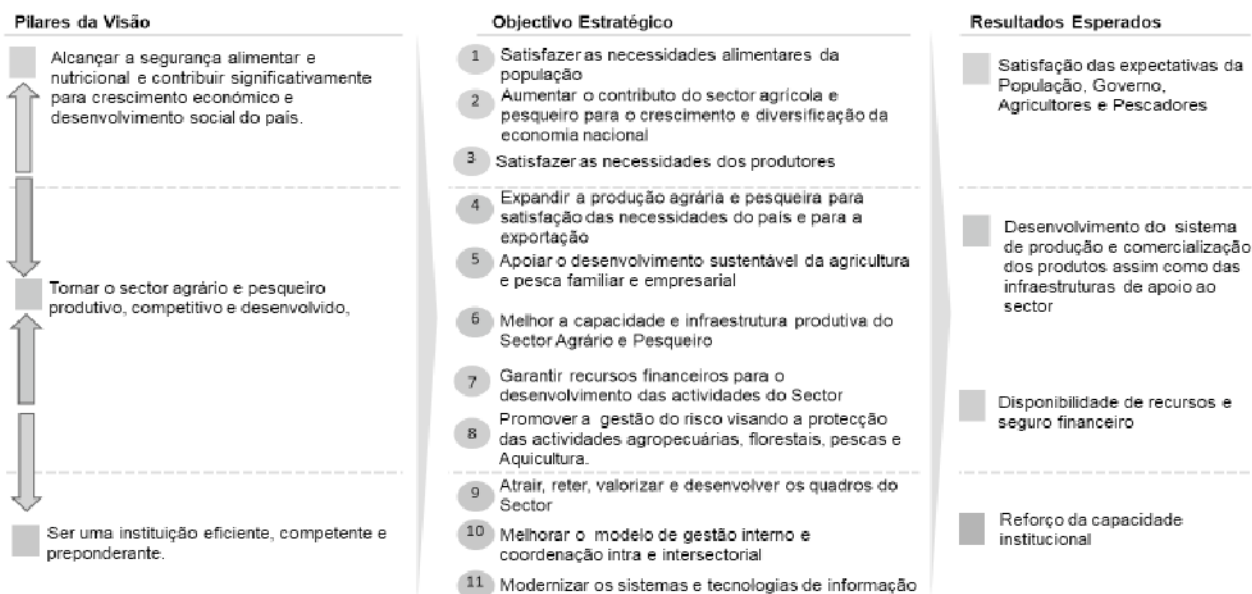 Pilares da Visão
Alcançar a segurança alimentar e
nutricional e contribuir significativamente
para crescimento económico e
desenvolvimento social do país.
Tornar o sector agrário e pesqueiro
produtivo, competitivo e desenvolvido,
Ser uma instituição eficiente, competente e
preponderante.
Objectivo Estratégico
1 Satisfazer as necessidades alimentares da
população
2 Aumentar o contributo do sector agrícola e
pesqueiro para o crescimento e diversificação da
economia nacional
3 Satisfazer as necessidades dos produtores
4 Expandir a produção agrária e pesqueira para
satisfação das necessidades do país e para a
exportação
5 Apoiar o desenvolvimento sustentável da agricultura
e pesca familiar e empresarial
6 Melhor a capacidade e infraestrutura produtiva do
Sector Agrário e Pesqueiro
7 Garantir recursos financeiros para o
desenvolvimento das actividades do Sector
8 Promover a gestão do risco visando a protecção
das actividades agropecuárias, florestais, pescas e
Aquicultura.
9 Atrair, reter, valorizar e desenvolver os quadros do
Sector
10 Melhorar o modelo de gestão interno e
coordenação intra e intersectorial
11 Modernizar os sistemas e tecnologias de informação
Resultados Esperados
Satisfação das expectativas da
População, Governo,
Agricultores e Pescadores
Desenvolvimento do sistema
de produção e comercialização
dos produtos assim como das
infraestruturas de apoio ao
sector
Disponibilidade de recursos e
seguro financeiro
Reforço da capacidade
institucional